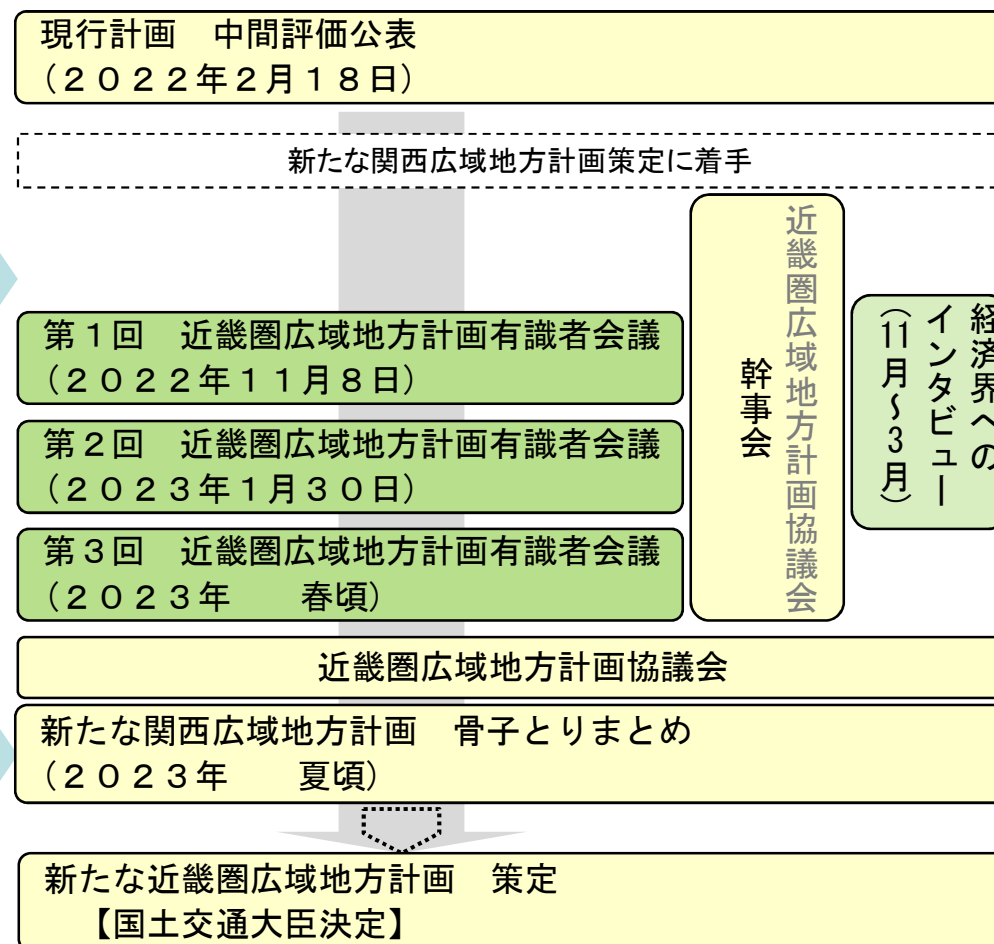 現行計画　中間評価公表
（２０２２年２月１８日）
新たな関西広域地方計画策定に着手
第１回　近畿圏広域地方計画有識者会議
（２０２２年１１月８日）
第２回　近畿圏広域地方計画有識者会議
（２０２３年１月３０日）
第３回　近畿圏広域地方計画有識者会議
（２０２３年　　春頃）
近畿圏広域地方計画協議会
幹事会
経済界への
インタビュー
（11月～3月）
近畿圏広域地方計画協議会
新たな関西広域地方計画　骨子とりまとめ
（２０２３年　　夏頃）
新たな近畿圏広域地方計画　策定
【国土交通大臣決定】